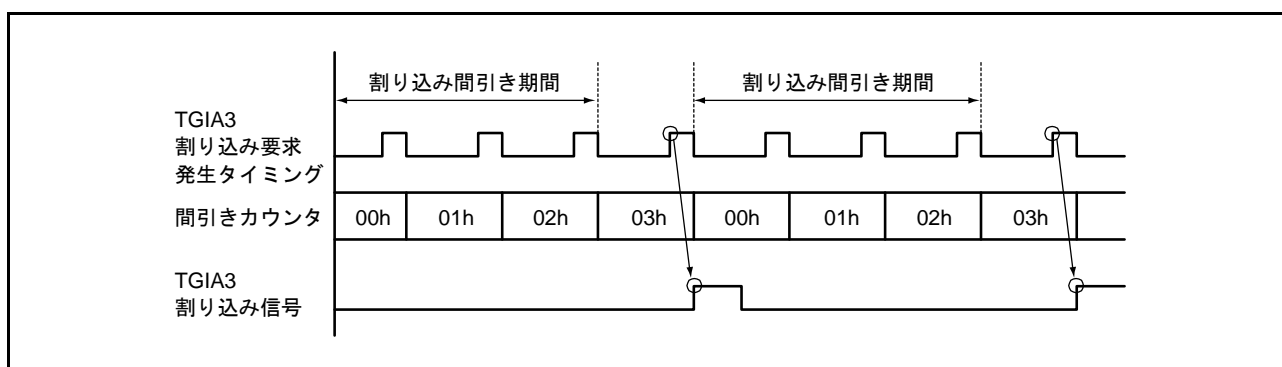 割り込み間引き期間
割り込み間引き期間
TGIA3
割り込み要求
発生タイミング
間引きカウンタ
00h
01h
02h
03h
00h
01h
02h
03h
TGIA3
割り込み信号